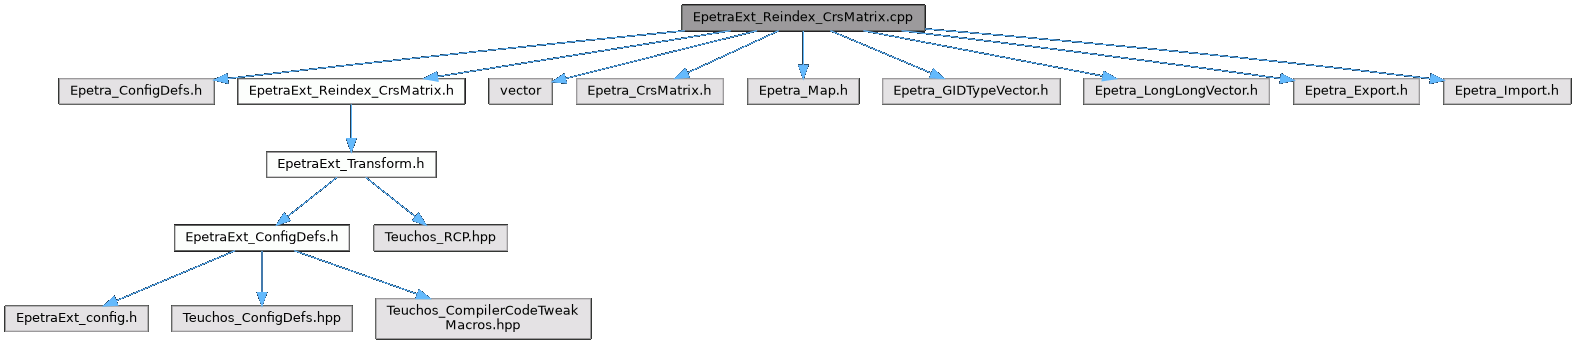 EpetraExt_Reindex_CrsMatrix.cpp
Epetra_ConfigDefs.h
EpetraExt_Reindex_CrsMatrix.h
vector
Epetra_CrsMatrix.h
Epetra_Map.h
Epetra_GIDTypeVector.h
Epetra_LongLongVector.h
Epetra_Export.h
Epetra_Import.h
EpetraExt_Transform.h
EpetraExt_ConfigDefs.h
Teuchos_RCP.hpp
EpetraExt_config.h
Teuchos_ConfigDefs.hpp
Teuchos_CompilerCodeTweak
Macros.hpp